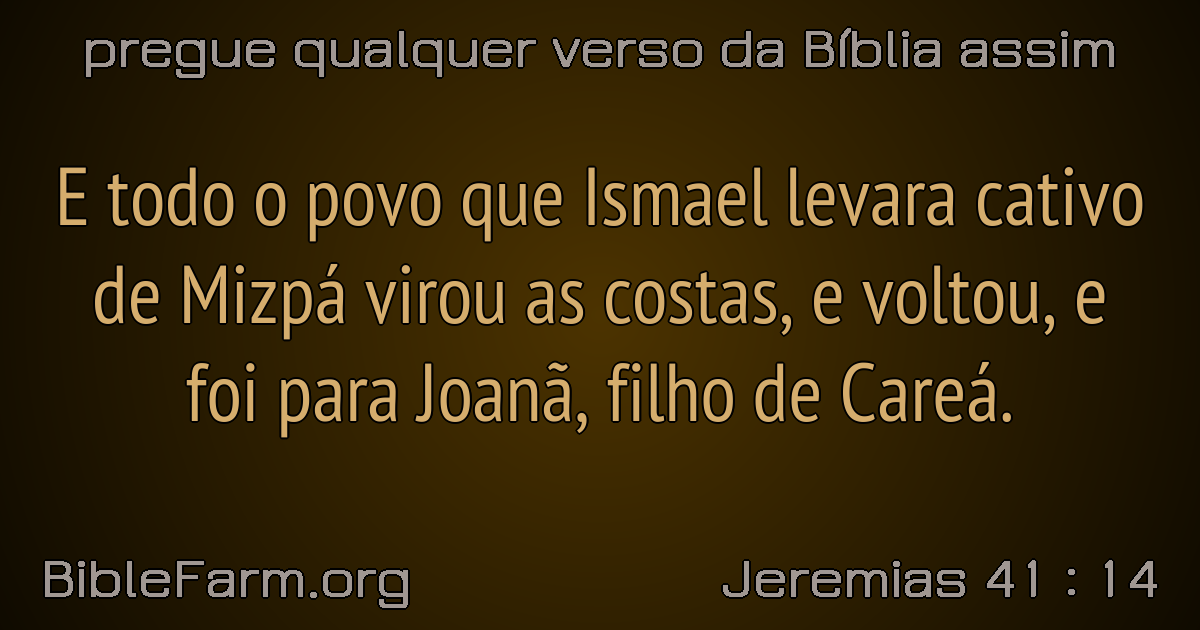 pregue qualquer verso da Bíblia assim
E todo o povo que Ismael levara cativo
de Mizpá virou as costas, e voltou, e
foi para Joanã, filho de Careá.
BibleFarm.org
Jeremias 41 : 14